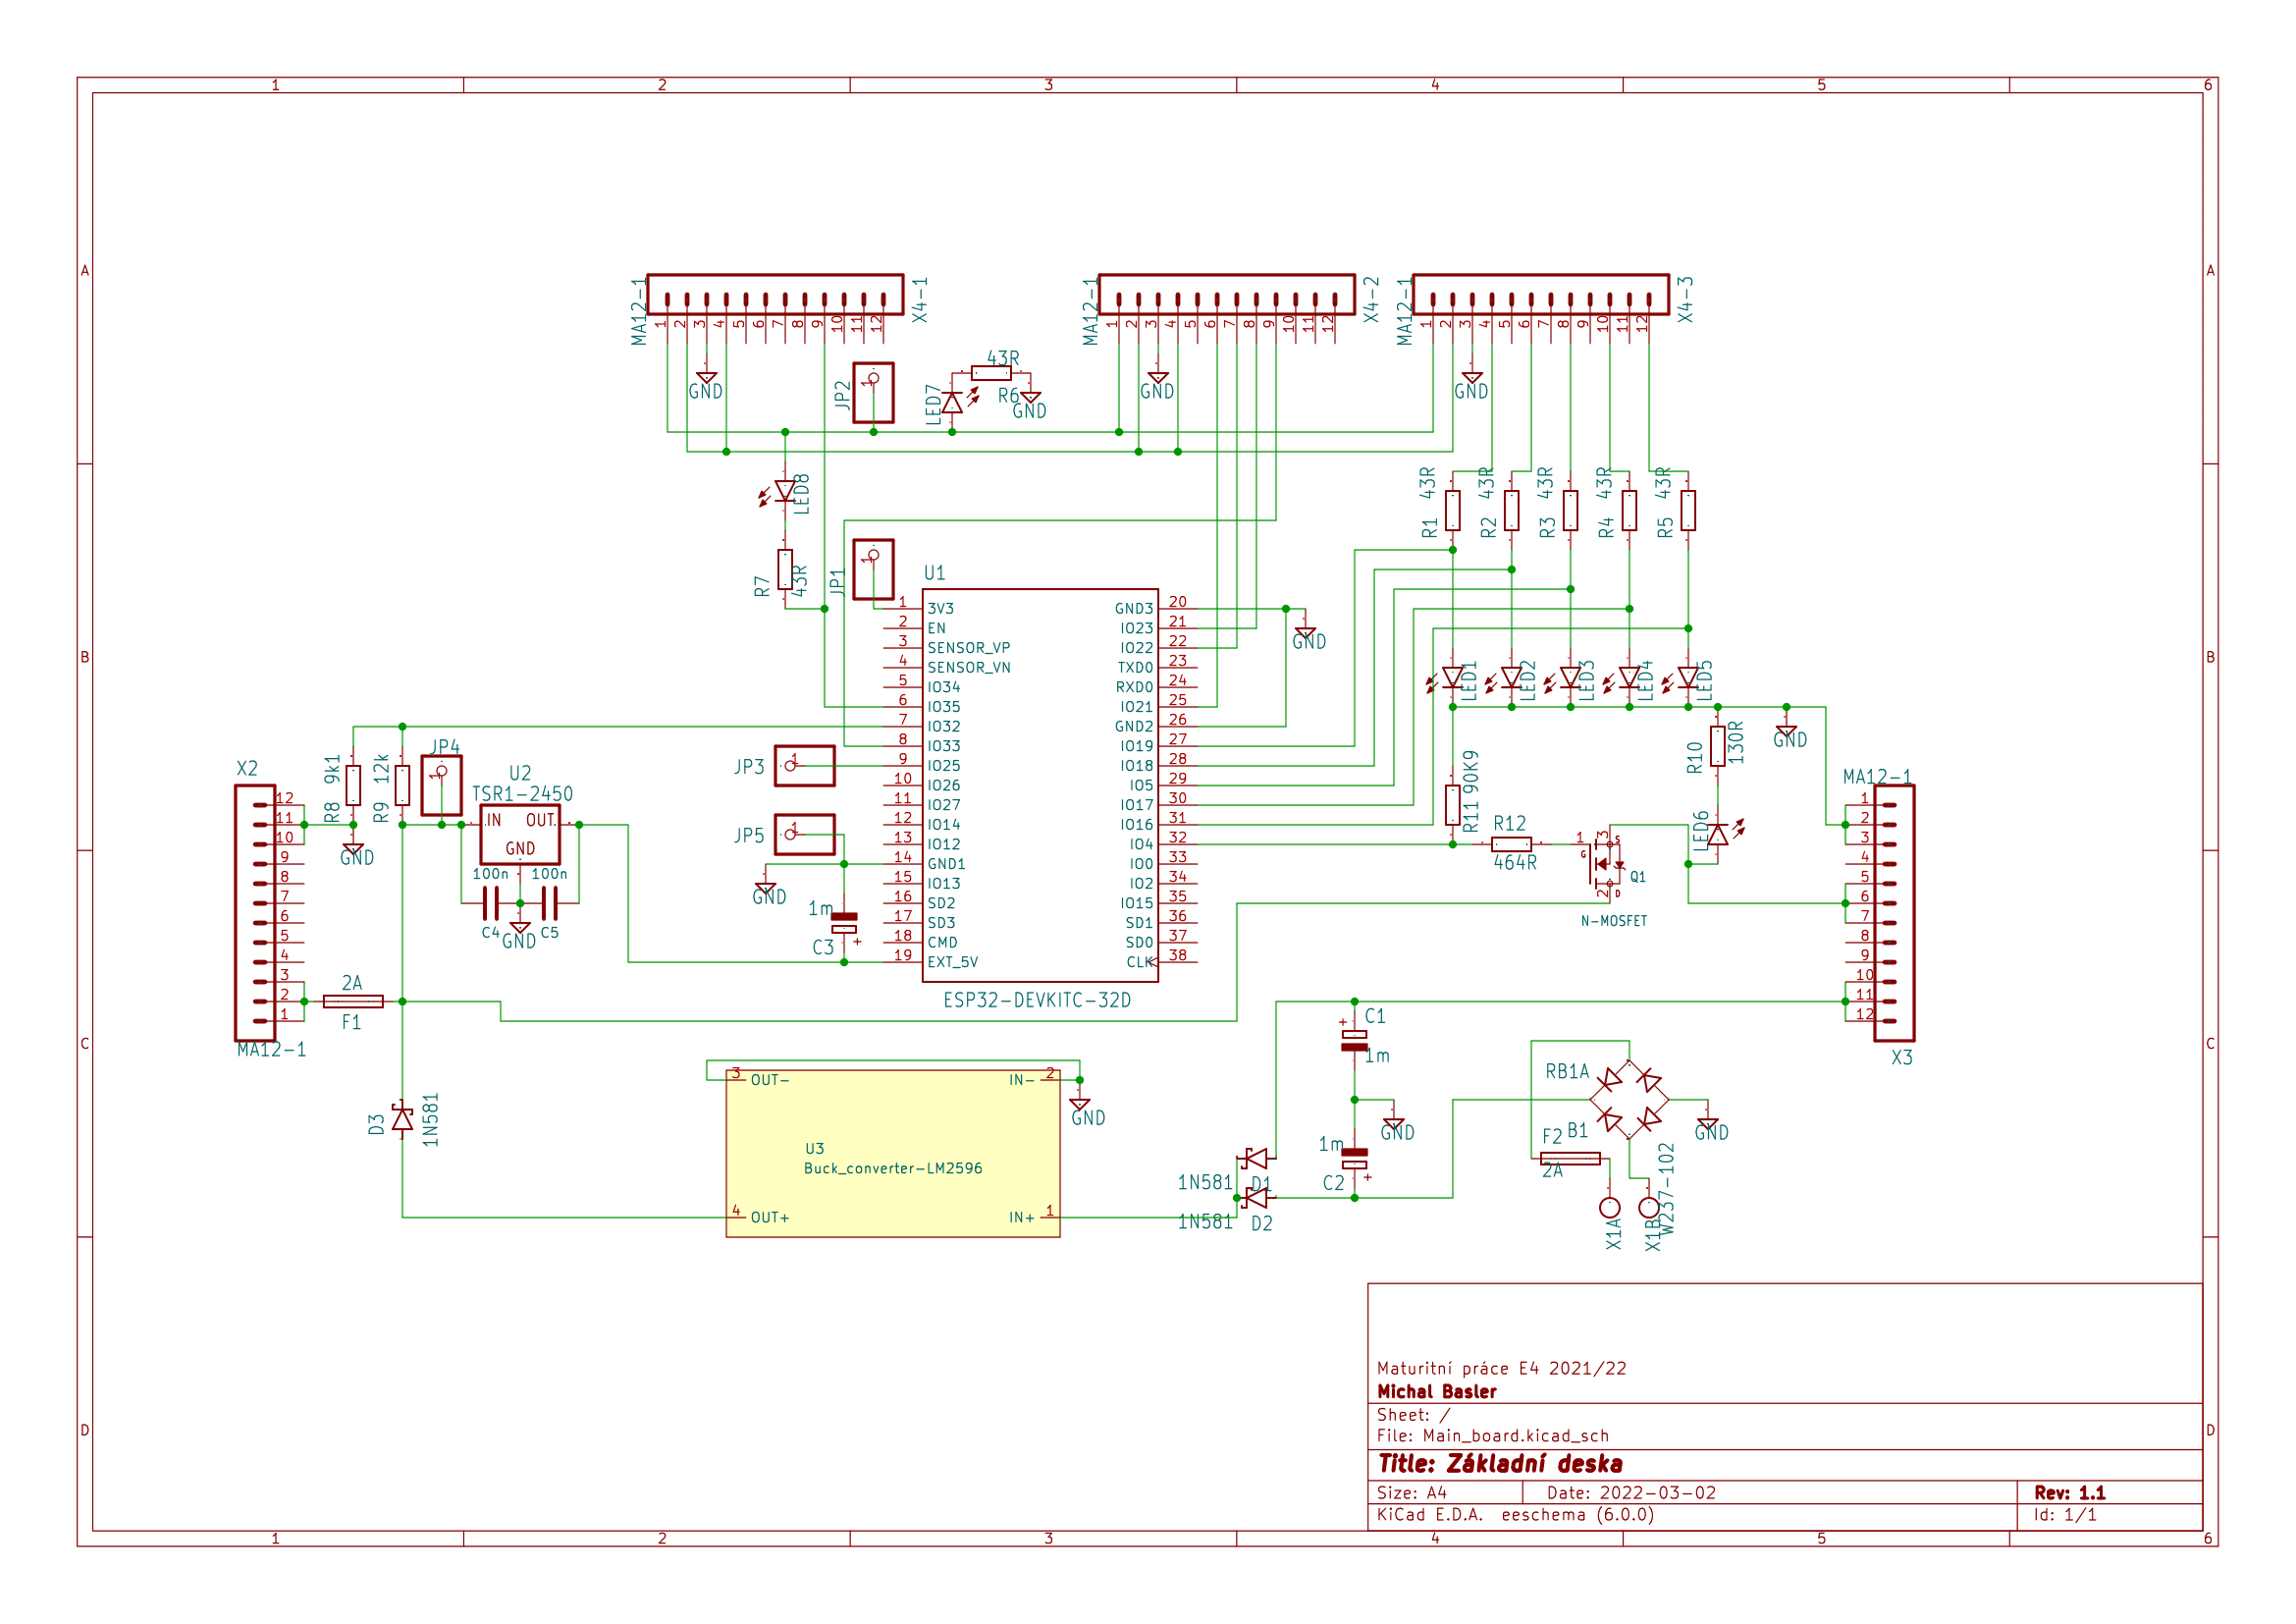 1 2 3 4 5 6
A A
MA12-1 X4-1
1 2 3 4 5 6 7 8 9 10 11 12
MA12-1 X4-2
1 2 3 4 5 6 7 8 9 10 11 12
MA12-1 X4-3
1 2 3 4 5 6 7 8 9 10 11 12
GND
JP2 1
LED7
43R
R6
GND
GND
GND
LED8
R7 43R
JP1 1
R1 43R
R2 43R
R3 43R
R4 43R
R5 43R
U1
1 3V3
2 EN
3 SENSOR_VP
4 SENSOR_VN
5 IO34
6 IO35
7 IO32
8 IO33
9 IO25
10 IO26
11 IO27
12 IO14
13 IO12
14 GND1
15 IO13
16 SD2
17 SD3
18 CMD
19 EXT_5V
GND3 20
IO23 21
IO22 22
TXD0 23
RXD0 24
IO21 25
GND2 26
IO19 27
IO18 28
IO5 29
IO17 30
IO16 31
IO4 32
IO0 33
IO2 34
IO15 35
SD1 36
SD0 37
CLK 38
ESP32-DEVKITC-32D
GND
B B
LED1
LED2
LED3
LED4
LED5
GND
R10 130R
LED6
R11 90K9
R12
464R
1 G
3 S
2 D
Q1
N-MOSFET
MA12-1
1
2
3
4
5
6
7
8
9
10
11
12
X3
X2
12
11
10
9
8
7
6
5
4
3
2
1
MA12-1
R8 9k1
R9 12k
GND
JP4
1
U2
TSR1-2450
IN OUT
GND
100n 100n
C4 C5
GND
JP3 1
JP5 1
GND
1m
C3
2A
F1
C C
D3 1N581
3 OUT-
IN- 2
U3
Buck_converter-LM2596
4 OUT+
IN+ 1
GND
C1
1m
GND
1m
C2
1N581 D1
1N581 D2
RB1A
B1
F2
2A
GND
W237-102
X1A
X1B
D D
Maturitní práce E4 2021/22
Michal Basler
Sheet: /
File: Main_board.kicad_sch
Title: Základní deska
Size: A4 Date: 2022-03-02 Rev: 1.1
KiCad E.D.A. eeschema (6.0.0) Id: 1/1
1 2 3 4 5 6